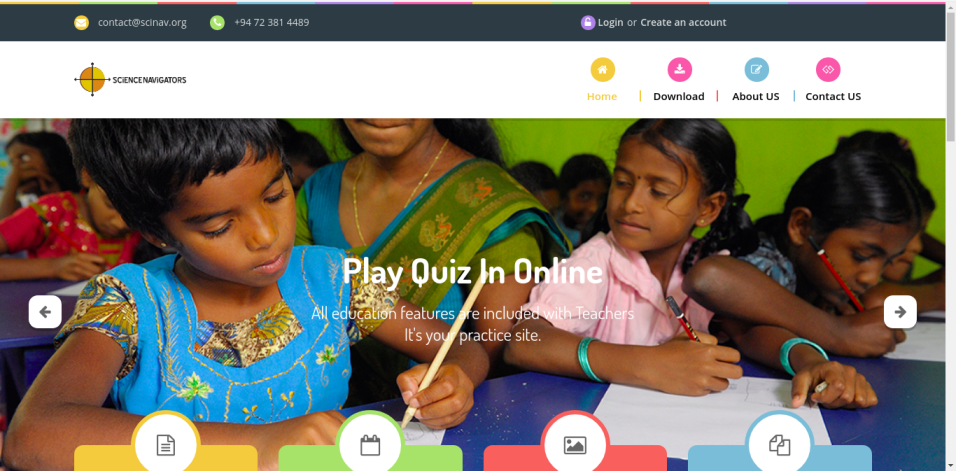 contact@scinav.org +94 72 381 4489 Login or Create an account
SCIENCENAVIGATORS
Home Download About US Contact US
Play Quiz In Online
All education features are included with Teachers
It's your practice site.